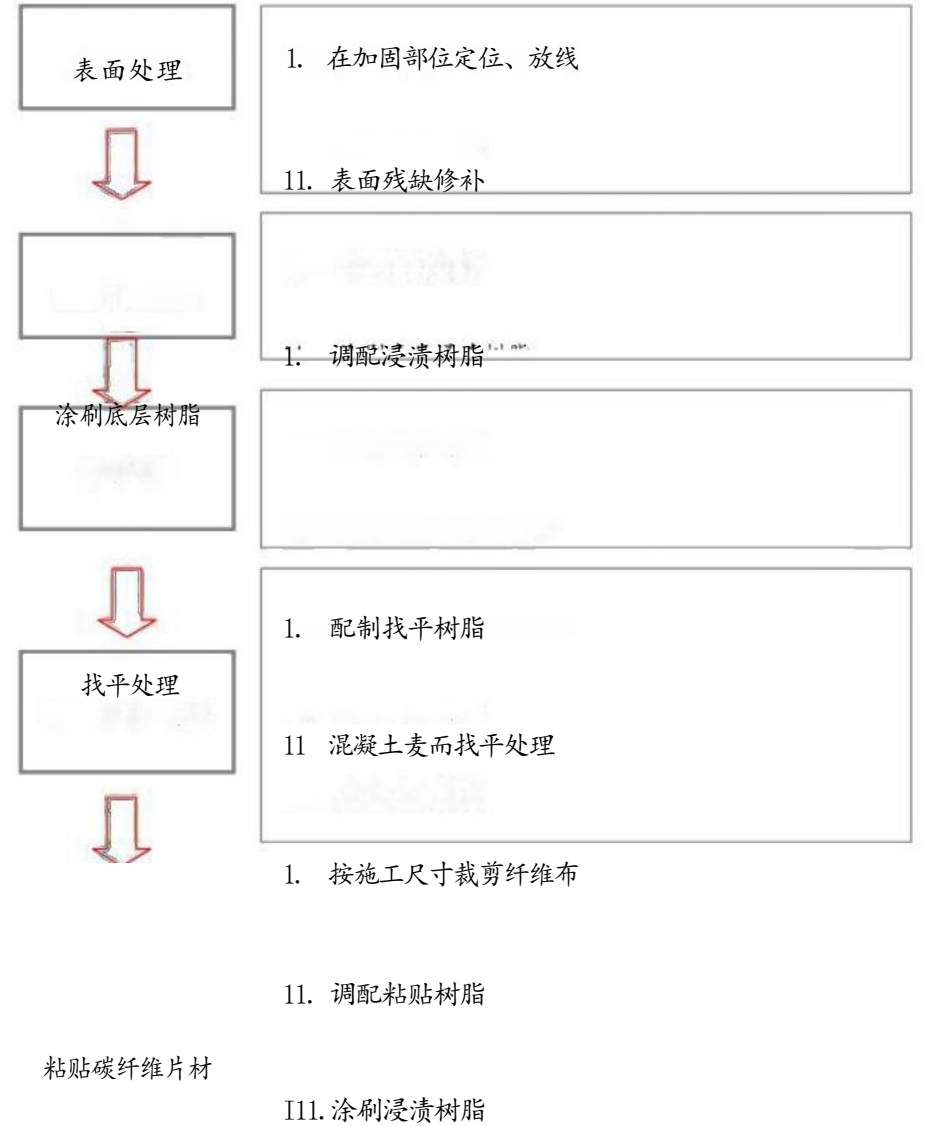 表面处理
1. 在加固部位定位、放线
11. 表面残缺修补
1. 调配浸渍树脂
涂刷底层树脂
1. 配制找平树脂
找平处理
11 混凝土麦而找平处理
1. 按施工尺寸裁剪纤维布
11. 调配粘贴树脂
粘贴碳纤维片材
I11.涂刷浸渍树脂